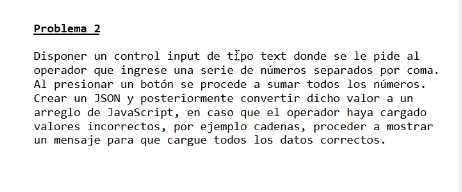 Problema 2
Disponer un control input de tipo text donde se le pide al
operador que ingrese una serie de números separados por coma.
Al presionar un botón se procede a sumar todos los números.
Crear un JSON y posteriormente convertir dicho valor a un
arreglo de JavaScript, en caso que el operador haya cargado
valores incorrectos, por ejemplo cadenas, proceder a mostrar
un mensaje para que cargue todos los datos correctos.